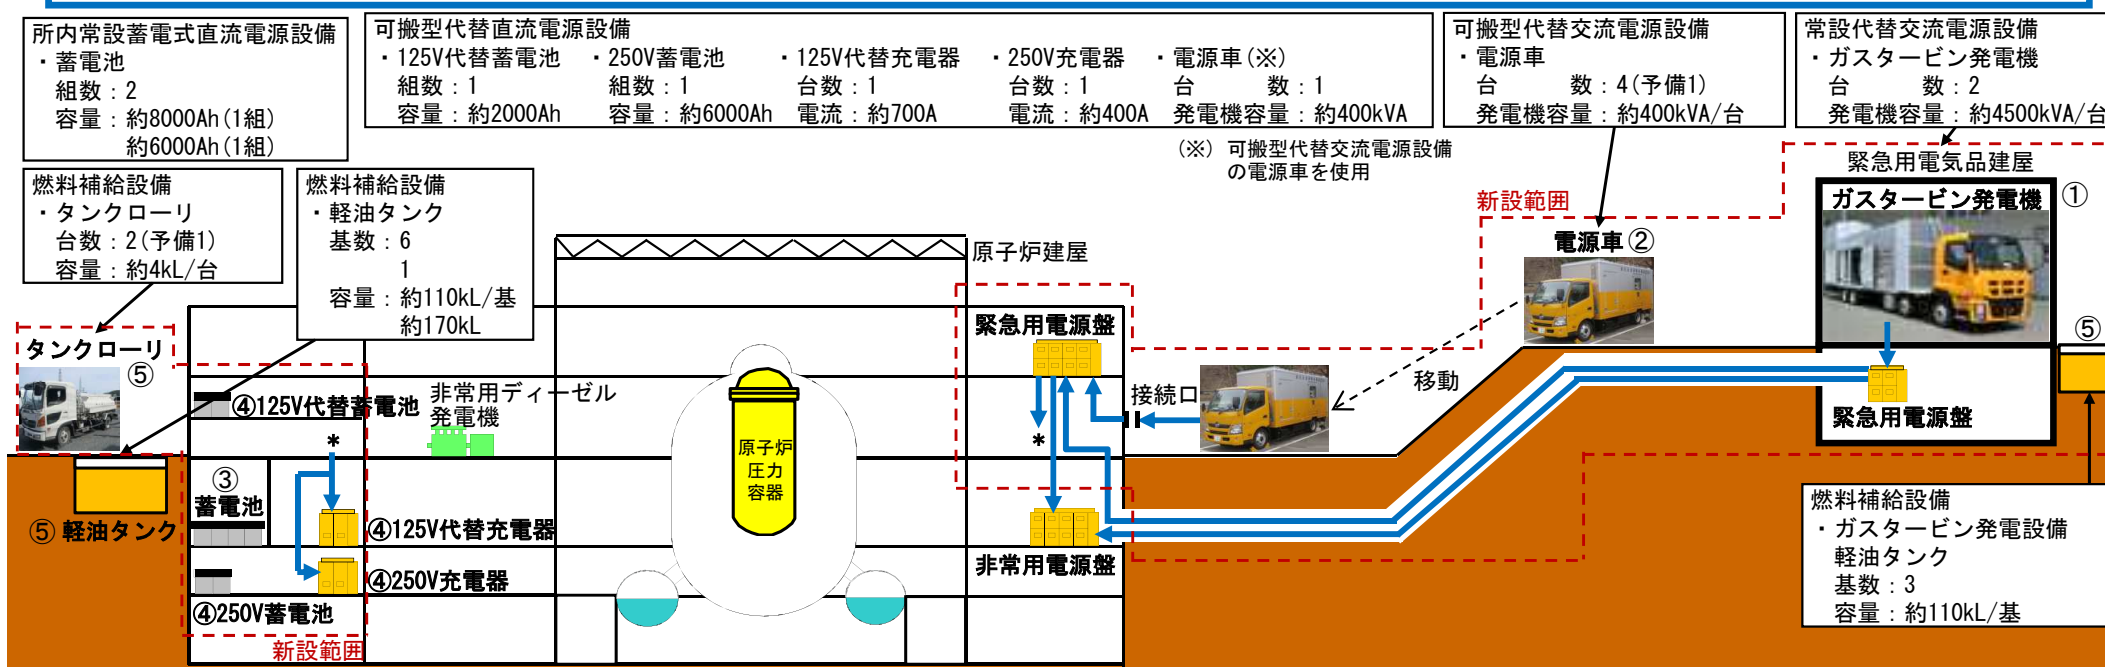 所内常設蓄電式直流電源設備
・蓄電池
組数：2
容量：約8000Ah(1組)
約6000Ah(1組)
可搬型代替直流電源設備
・125V代替蓄電池
組数：1
容量：約2000Ah
・250V蓄電池
組数：1
容量：約6000Ah
・125V代替充電器
台数：1
電流：約700A
・250V充電器
台数：1
電流：約400A
・電源車(※)
台　　数：1
発電機容量：約400kVA
(※) 可搬型代替交流電源設備
の電源車を使用
可搬型代替交流電源設備
・電源車
台　　数：4(予備1)
発電機容量：約400kVA/台
常設代替交流電源設備
・ガスタービン発電機
台　　数：2
発電機容量：約4500kVA/台
燃料補給設備
・タンクローリ
台数：2(予備1)
容量：約4kL/台
燃料補給設備
・軽油タンク
基数：6
1
容量：約110kL/基
約170kL
原子炉建屋
新設範囲
電源車②
緊急用電気品建屋
ガスタービン発電機
①
⑤
緊急用電源盤
タンクローリ
⑤
④125V代替蓄電池
非常用ディーゼル
発電機
原子炉
圧力
容器
緊急用電源盤
*
接続口
移動
*
③
蓄電池
⑤軽油タンク
④125V代替充電器
④250V充電器
④250V蓄電池
新設範囲
非常用電源盤
燃料補給設備
・ガスタービン発電設備
軽油タンク
基数：3
容量：約110kL/基